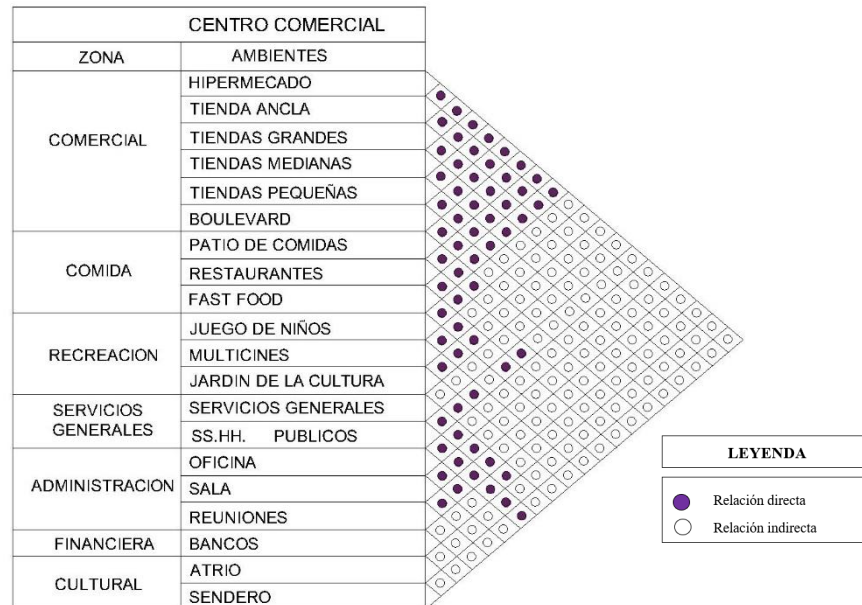 CENTRO COMERCIAL
ZONA AMBIENTES
COMERCIAL
HIPERMECADO
TIENDA ANCLA
TIENDAS GRANDES
TIENDAS MEDIANAS
TIENDAS PEQUEÑAS
BOULEVARD
COMIDA
PATIO DE COMIDAS
RESTAURANTES
FAST FOOD
RECREACION
JUEGO DE NIÑOS
MULTICINES
JARDIN DE LA CULTURA
SERVICIOS
GENERALES
SERVICIOS GENERALES
SS.HH. PUBLICOS
ADMINISTRACION
OFICINA
SALA
REUNIONES
FINANCIERA
BANCOS
CULTURAL
ATRIO
SENDERO
LEYENDA
Relación directa
Relación indirecta